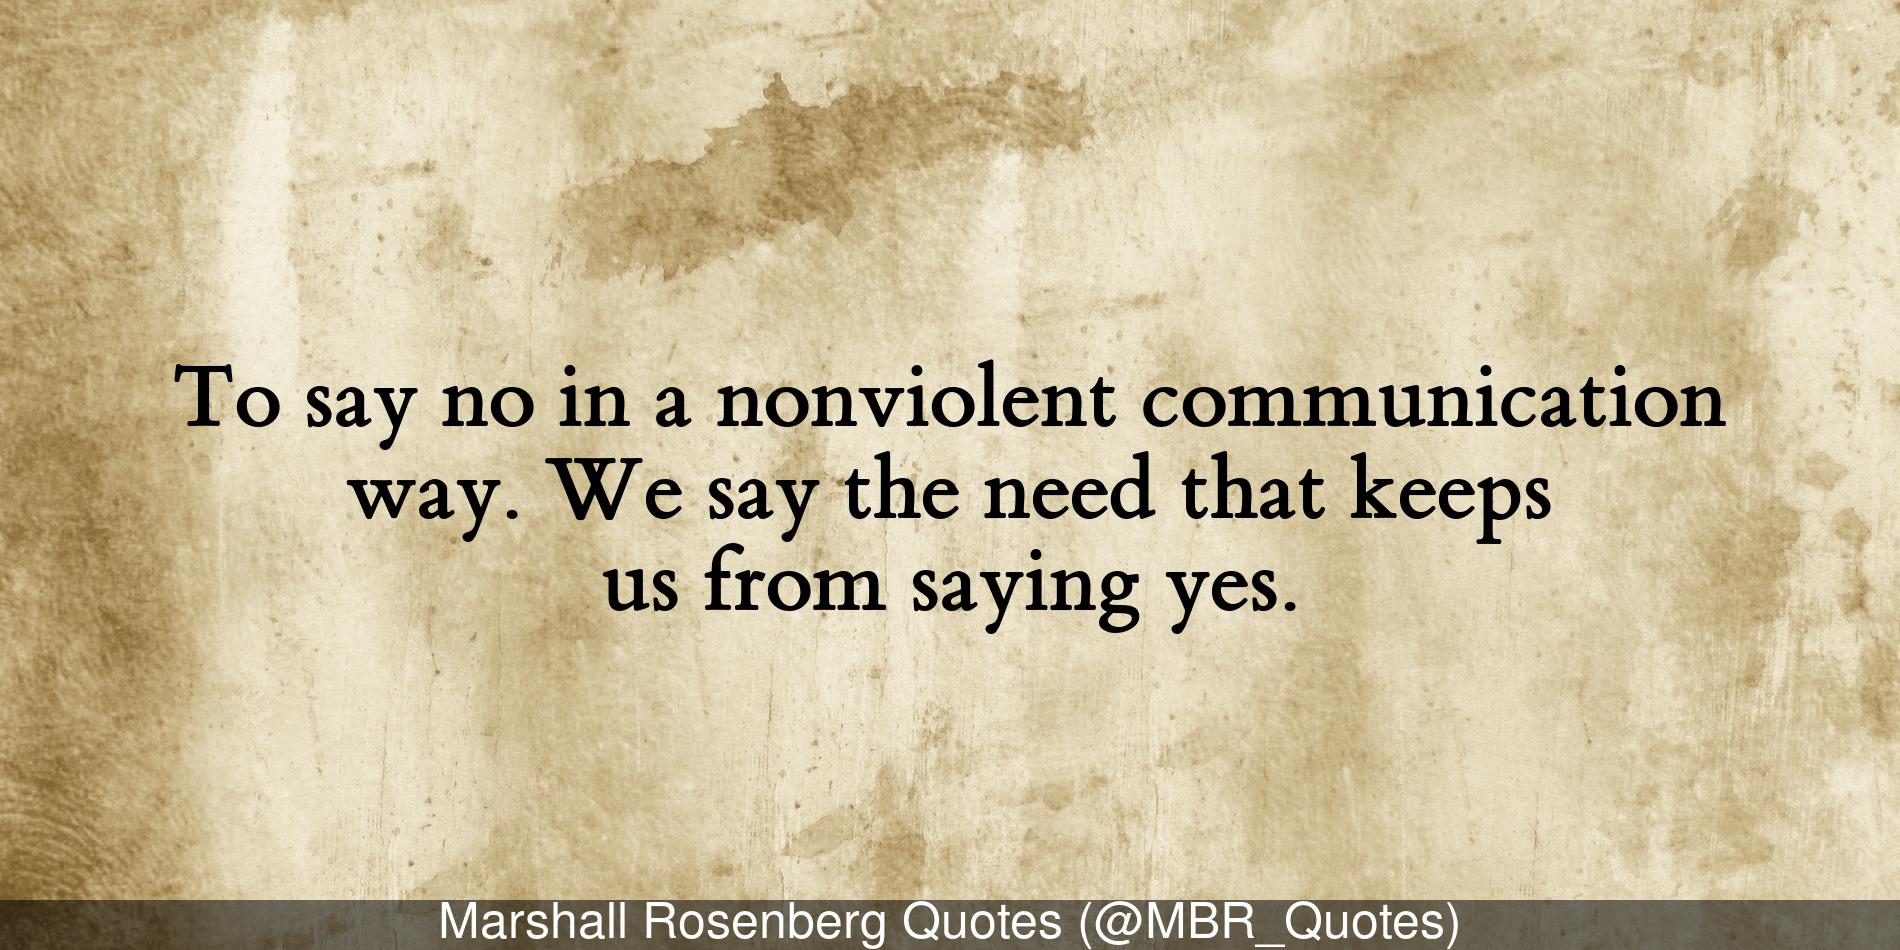 To say no in a nonviolent communication
way. We say the need that keeps
us from saying yes.
Marshall Rosenberg Quotes (@MBR_Quotes)